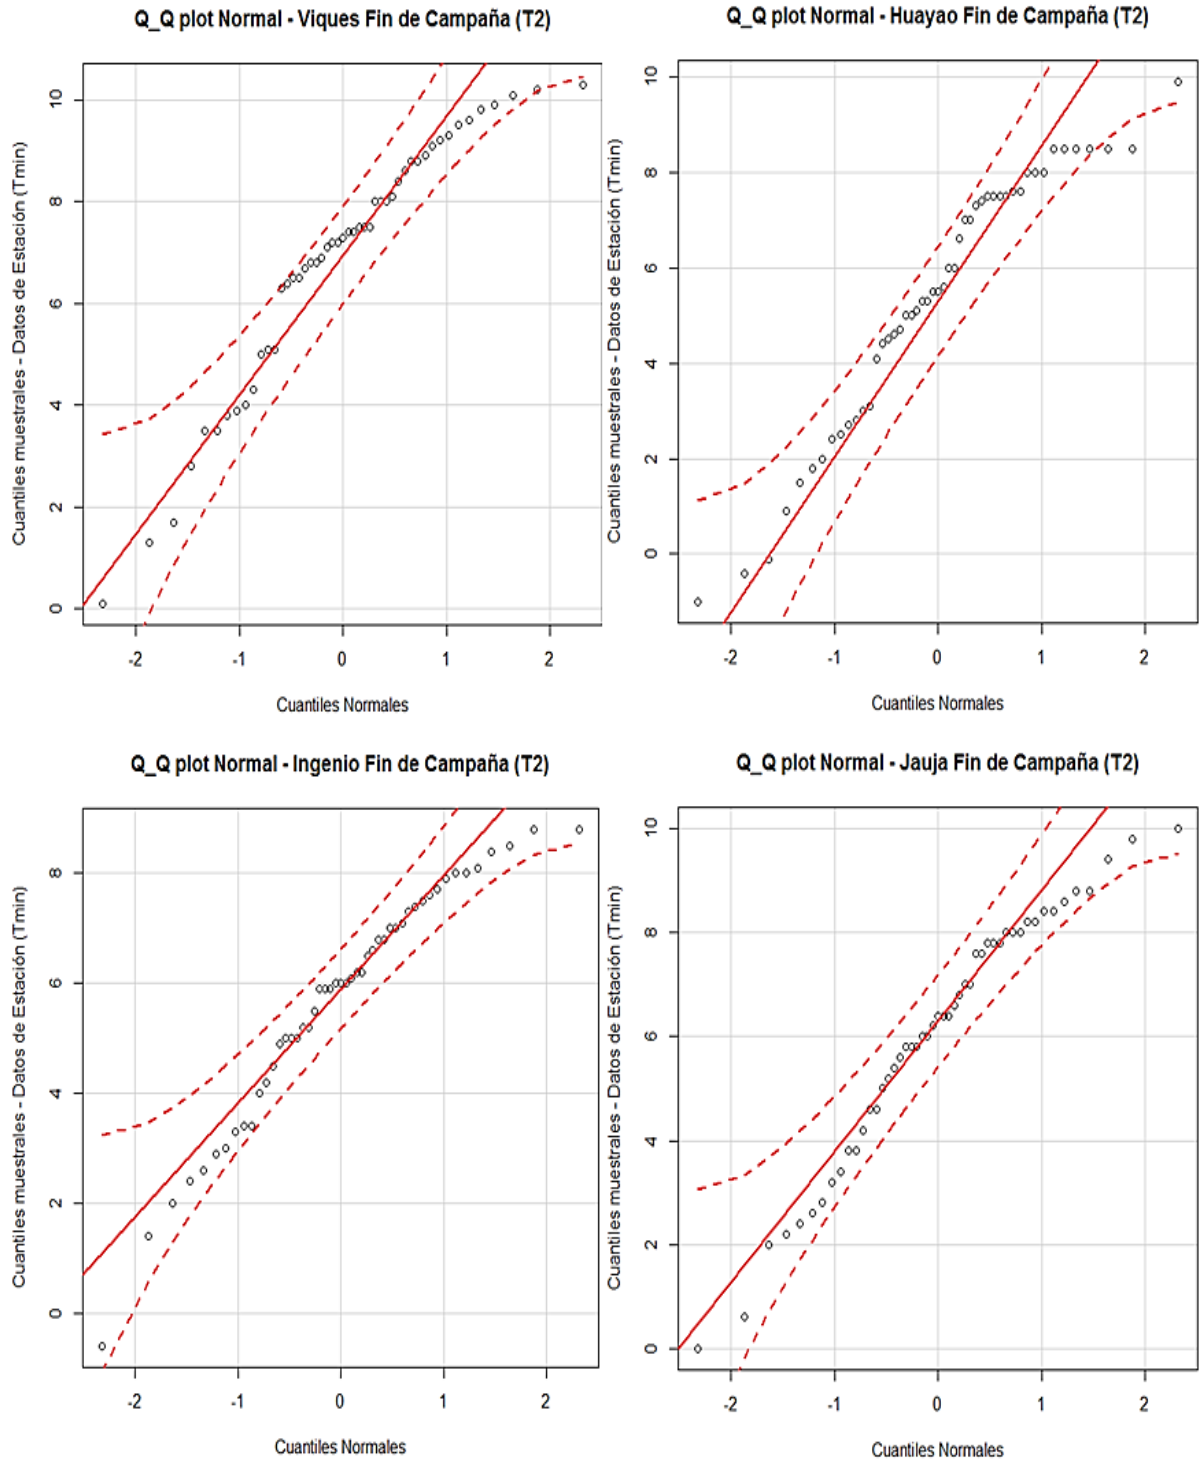 Q_Q plot Normal - Viques Fin de Campaña (T2)
Cuantiles muestrales - Datos de Estación (Tmin)
10
8
6
4
2
0
-2 -1 0 1 2
Cuantiles Normales
Q_Q plot Normal - Huayao Fin de Campaña (T2)
Cuantiles muestrales - Datos de Estación (Tmin)
10
8
6
4
2
0
-2 -1 0 1 2
Cuantiles Normales
Q_Q plot Normal - Ingenio Fin de Campaña (T2)
Cuantiles muestrales - Datos de Estación (Tmin)
8
6
4
2
0
-2 -1 0 1 2
Cuantiles Normales
Q_Q plot Normal - Jauja Fin de Campaña (T2)
Cuantiles muestrales - Datos de Estación (Tmin)
10
8
6
4
2
0
-2 -1 0 1 2
Cuantiles Normales